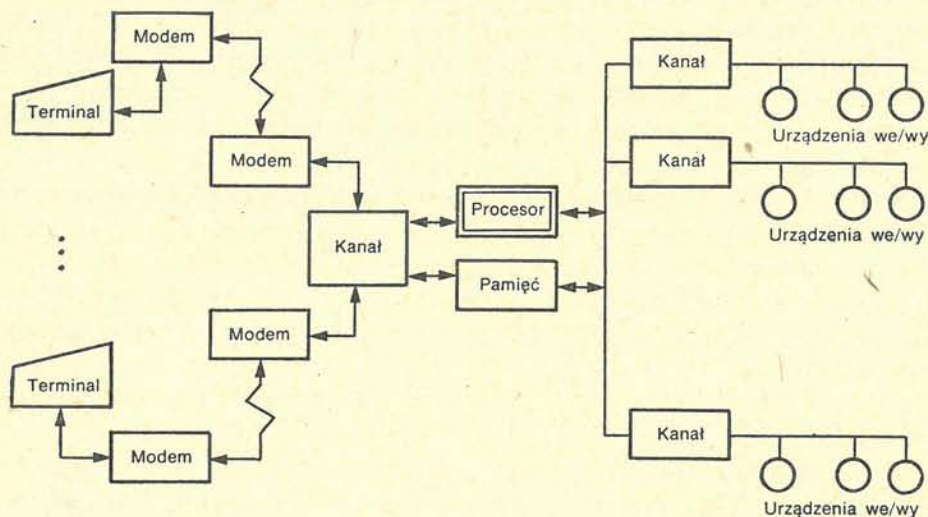 Modem
Terminal
Modem
Kanał
Modem
Terminal
Modem
Procesor
Pamięć
Kanał
Urządzenia we/wy
Kanał
Urządzenia we/wy
Kanał
Urządzenia we/wy